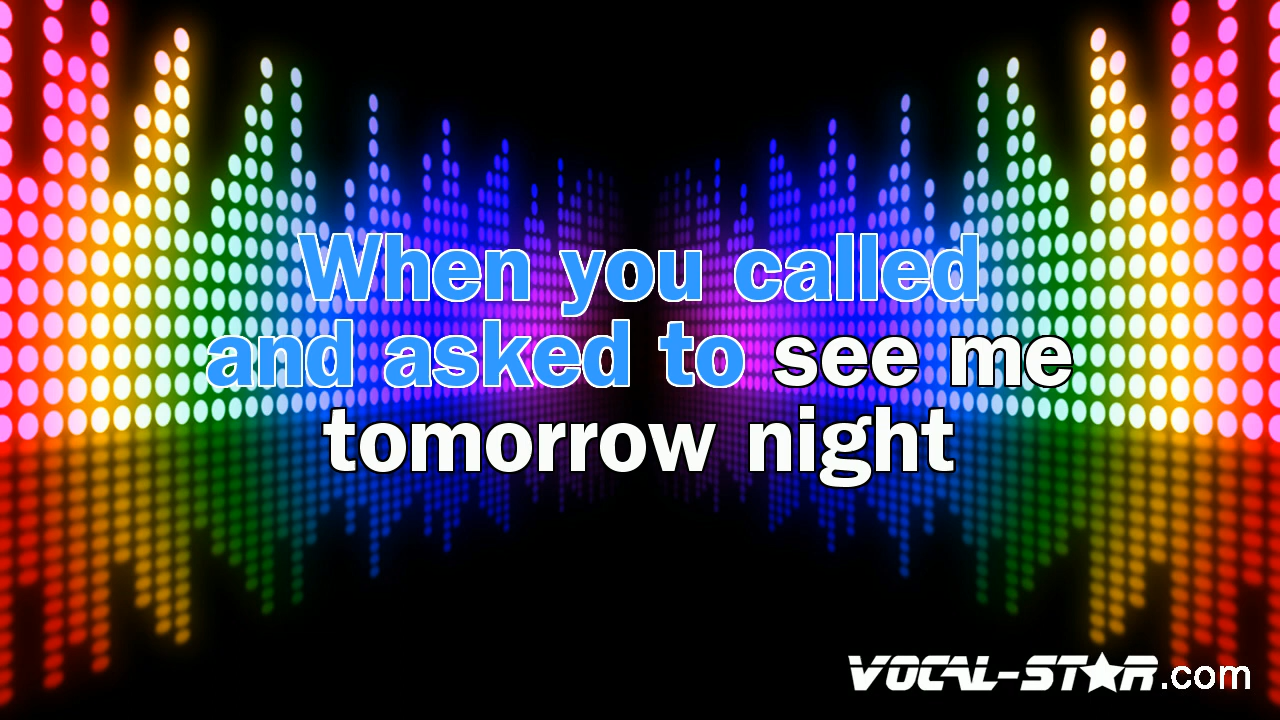 When you called
and asked to see me
tomorrow night
VOCAL-STAR.com